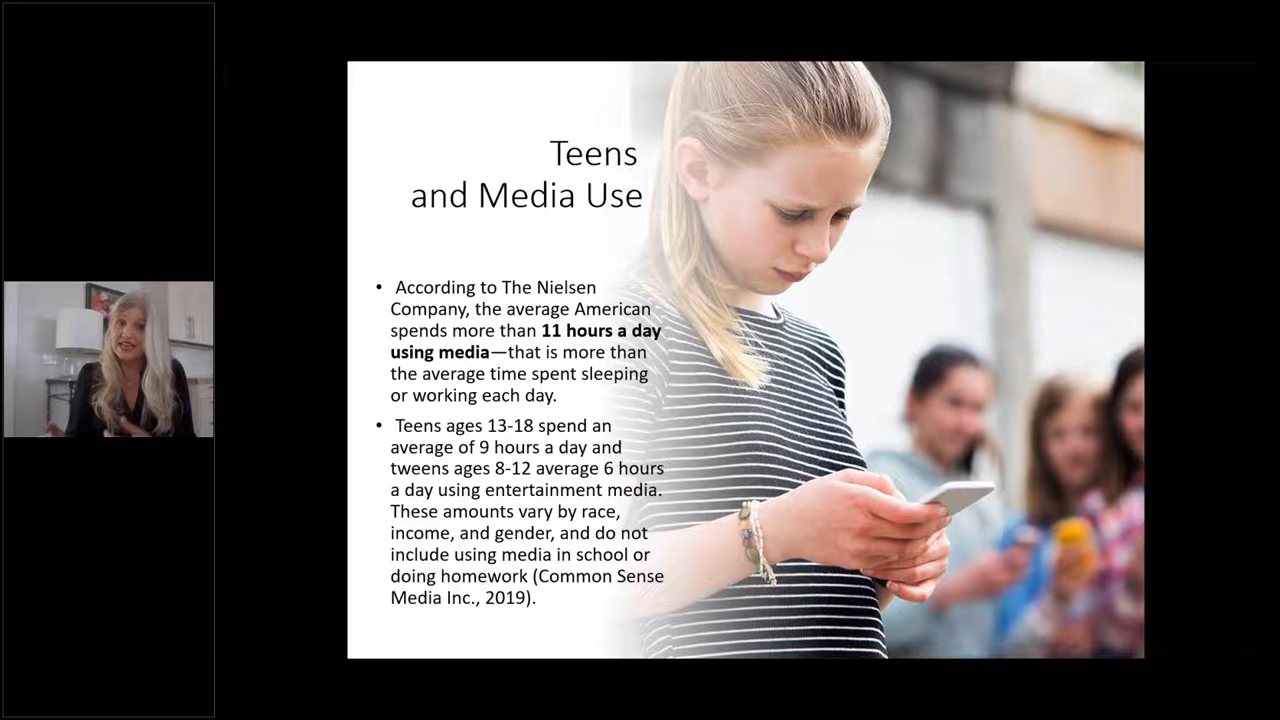 Teens
and Media Use
• According to The Nielsen
Company, the average American
spends more than 11 hours a day
using media—that is more than
the average time spent sleeping
or working each day.
• Teens ages 13-18 spend an
average of 9 hours a day and
tweens ages 8-12 average 6 hours
a day using entertainment media.
These amounts vary by race,
income, and gender, and do not
include using media in school or
doing homework (Common Sense
Media Inc., 2019).